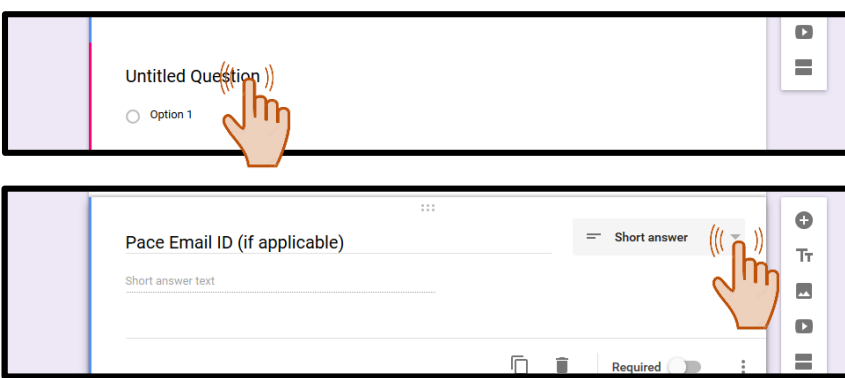 Untitled Question
Option 1
Pace Email ID (if applicable)
Short answer
Short answer text
Required